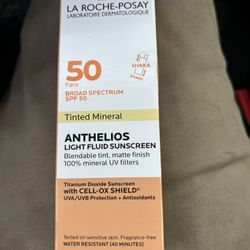 LA ROCHE-POSAY
LABORATOIRE DERMATOLOGIQUE
50
Face
BROAD SPECTRUM
SPF 50
SHAKA
SHAKE
Tinted Mineral
ANTHELIOS
LIGHT FLUID SUNSCREEN
Blendable tint, matte finish
100% mineral UV filters
Titanium Dioxide Sunscreen
with CELL-OX SHIELD®
UVA/UVB Protection + Antioxidants
Tested on sensitive skin. Fragrance-free
WATER RESISTANT (40 MINUTES)